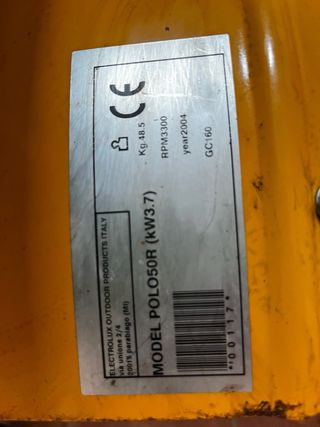 ELECTROLUX OUTDOOR PRODUCTS ITALY
via unione 2/4
20015 parabiago (MI)
MODEL POLO50R (kW3.7)
*00117*
CE
Kg.48.5
RPM3300
year2004
GC160